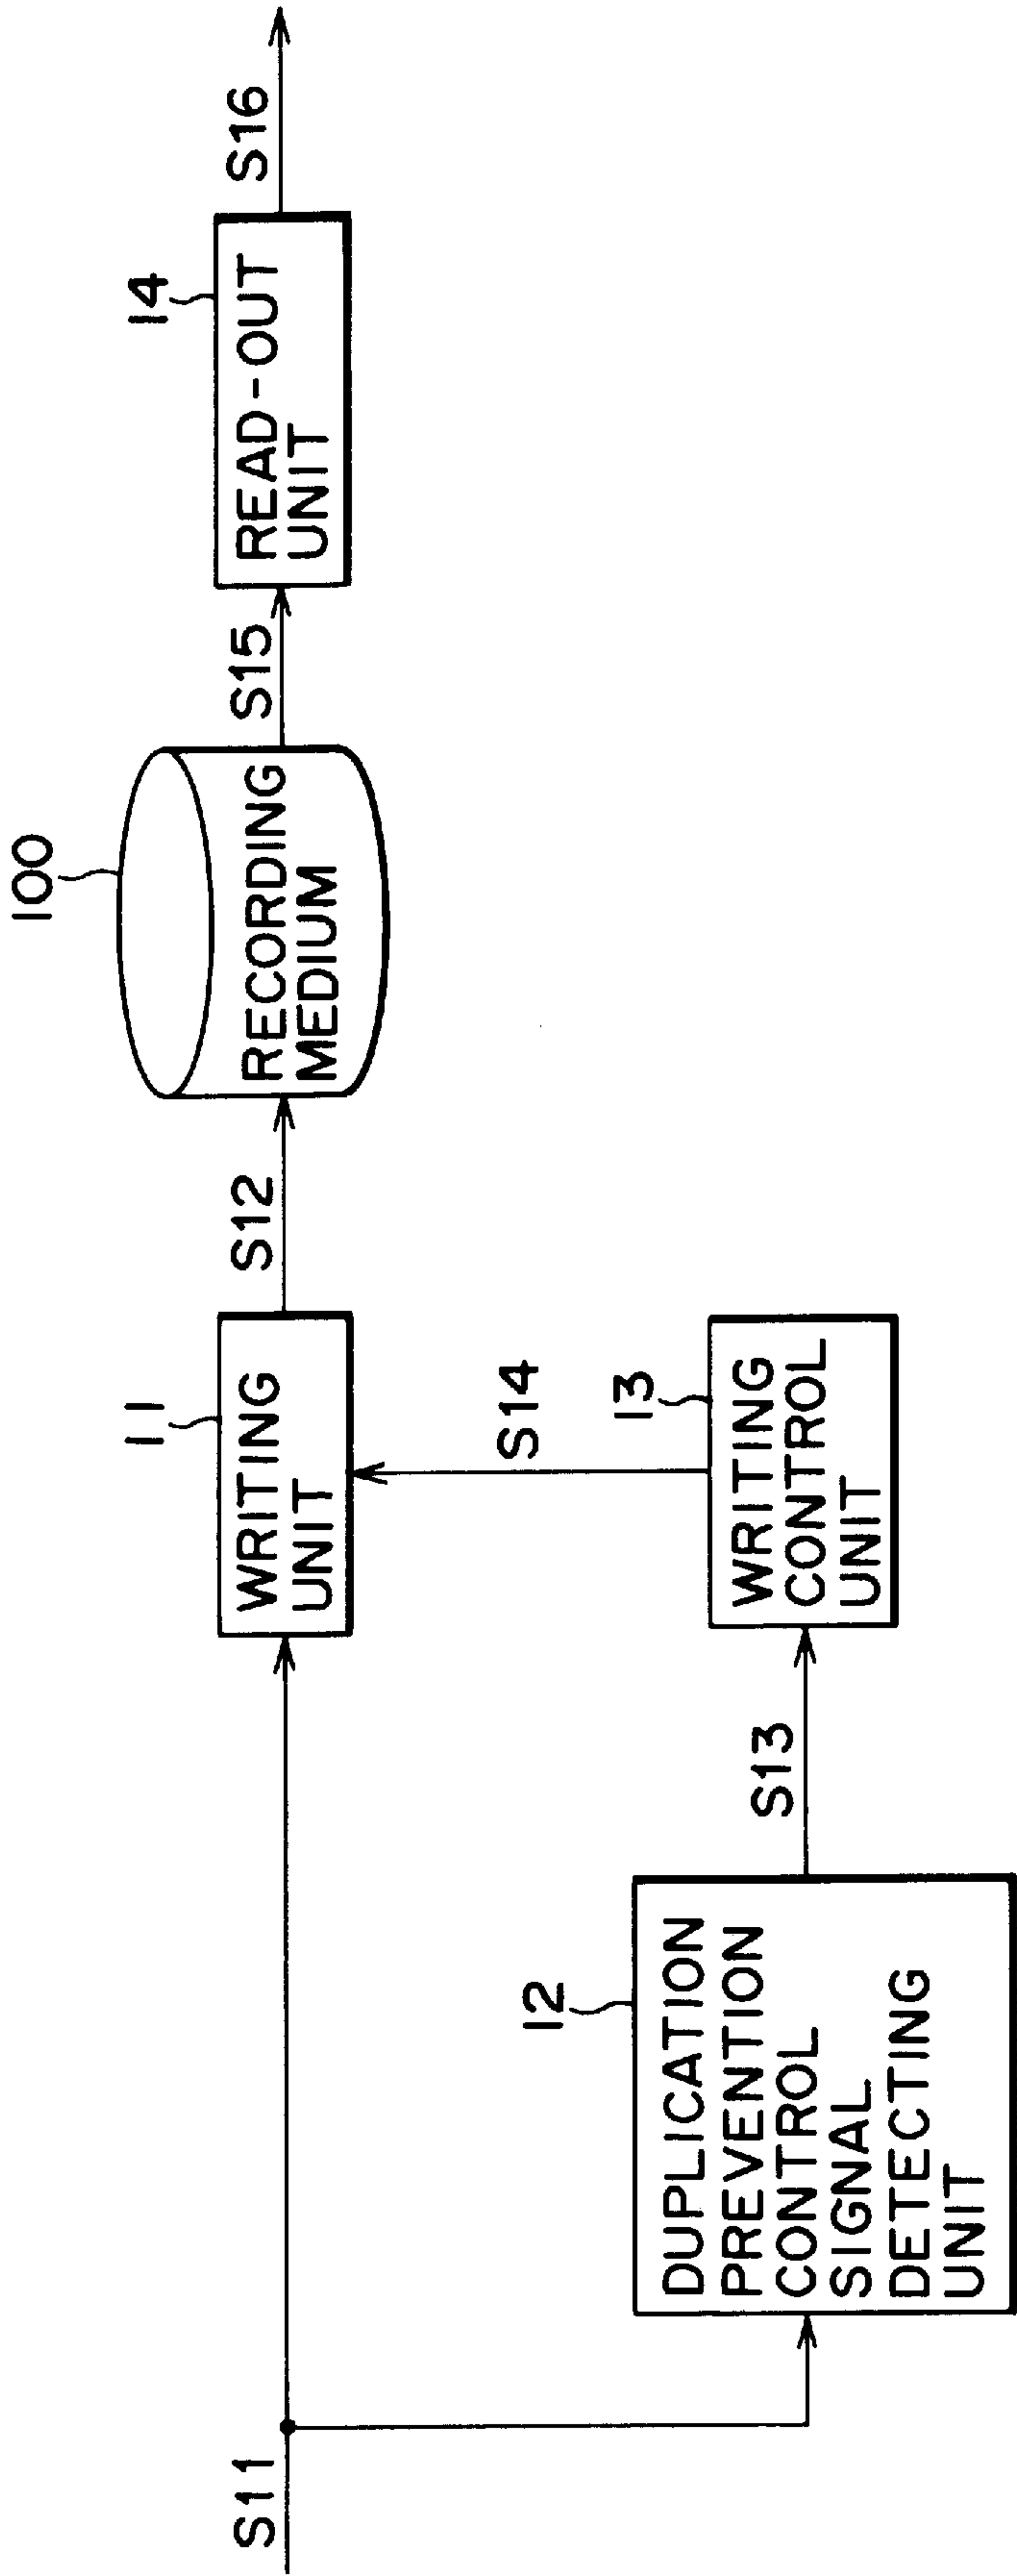 S11
11
WRITING
UNIT
S12
100
RECORDING
MEDIUM
S15
14
READ-OUT
UNIT
S16
12
DUPLICATION
PREVENTION
CONTROL
SIGNAL
DETECTING
UNIT
S13
S14
13
WRITING
CONTROL
UNIT